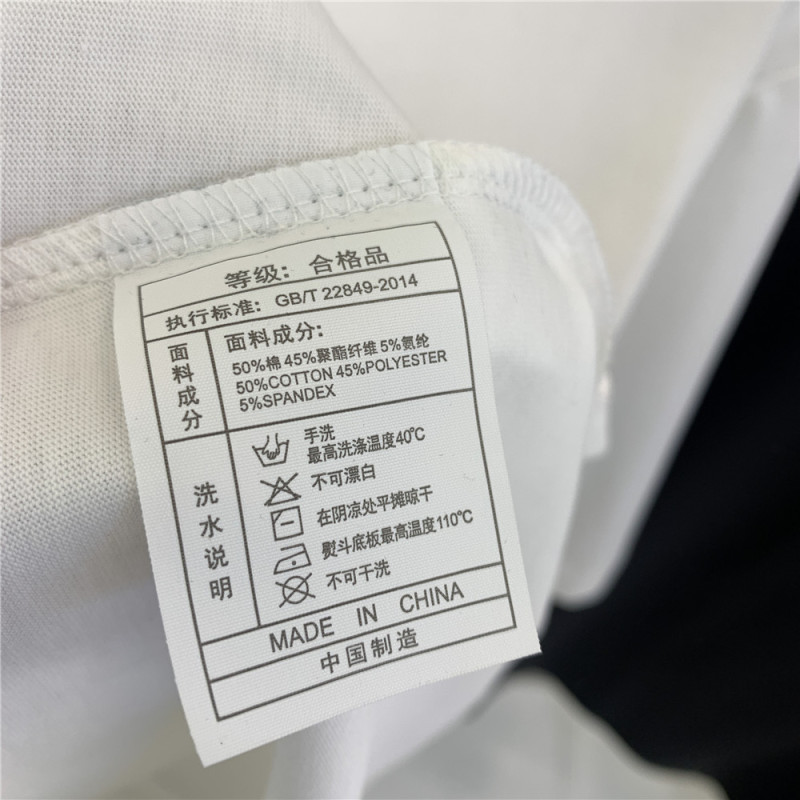 等级: 合格品
执行标准: GB/T 22849-2014
面料成分
面料成分:
50%棉 45%聚酯纤维 5%氨纶
50%COTTON 45%POLYESTER
5%SPANDEX
洗水说明
手洗
最高洗涤温度40℃
不可漂白
在阴凉处平摊晾干
熨斗底板最高温度110℃
不可干洗
MADE IN CHINA
中国制造